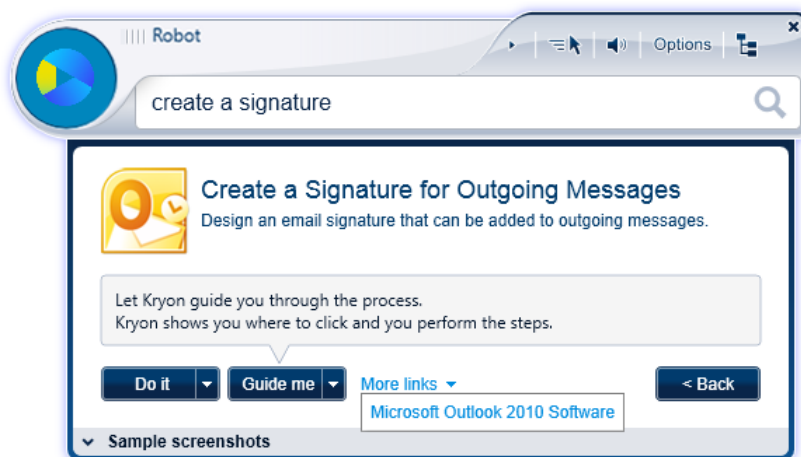 Robot
Options
create a signature
Create a Signature for Outgoing Messages
Design an email signature that can be added to outgoing messages.
Let Kryon guide you through the process.
Kryon shows you where to click and you perform the steps.
Do it
Guide me
More links
< Back
Microsoft Outlook 2010 Software
Sample screenshots